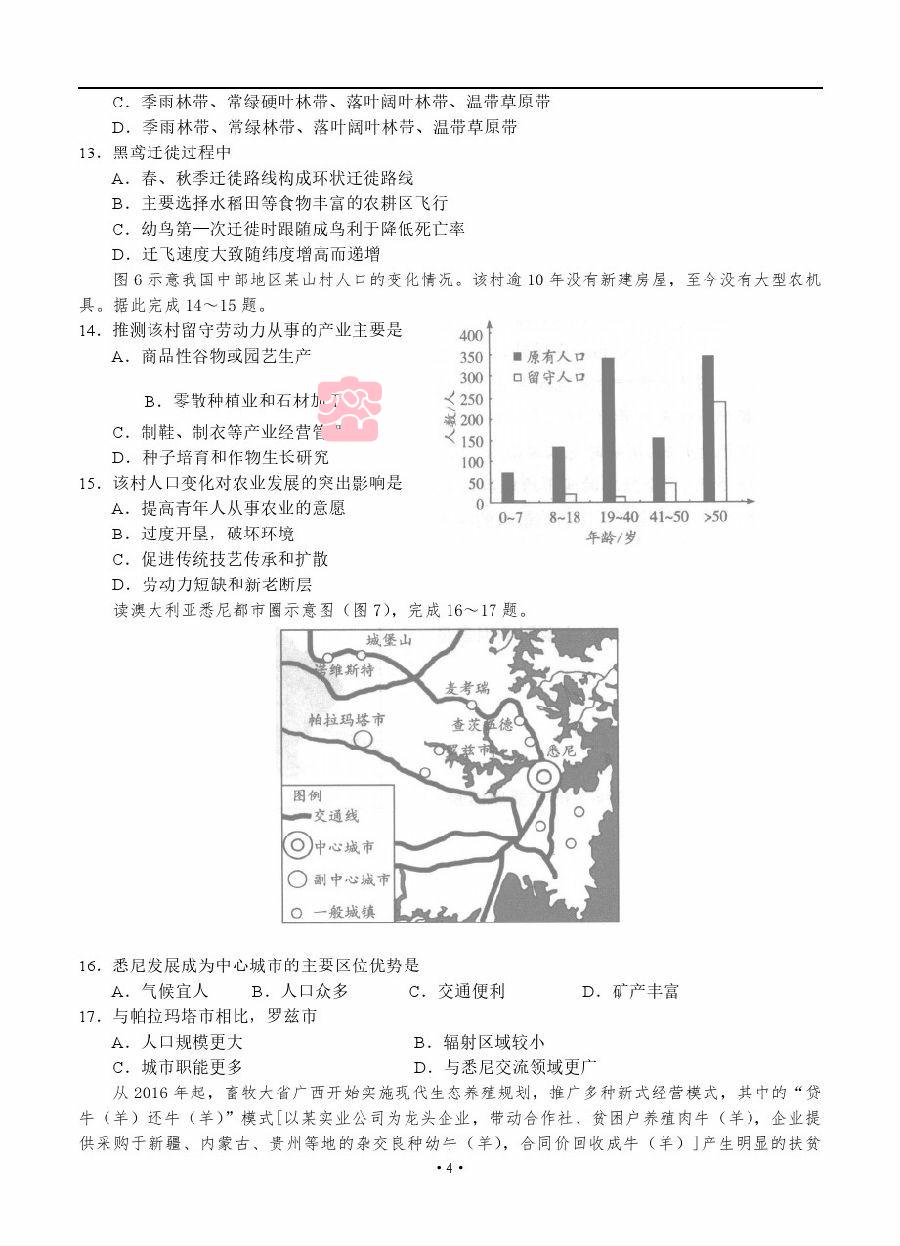 C．季雨林带、常绿硬叶林带、落叶阔叶林带、温带草原带
D．季雨林带、常绿林带、落叶阔叶林带、温带草原带
13．黑鸢迁徙过程中
A．春、秋季迁徙路线构成环状迁徙路线
B．主要选择水稻田等食物丰富的农耕区飞行
C．幼鸟第一次迁徙时跟随成鸟利于降低死亡率
D．迁飞速度大致随纬度增高而递增
图 6 示意我国中部地区某山村人口的变化情况。该村逾 10 年没有新建房屋，至今没有大型农机
具。据此完成 14～15 题。
14．推测该村留守劳动力从事的产业主要是
A．商品性谷物或园艺生产
B．零散种植业和石材加
C．制鞋、制衣等产业经营管
D．种子培育和作物生长研究
15．该村人口变化对农业发展的突出影响是
A．提高青年人从事农业的意愿
B．过度开垦，破坏环境
C．促进传统技艺传承和扩散
D．劳动力短缺和新老断层
人数/人
400
350
300
250
200
150
100
50
0
原有人口
留守人口
0~7 8~18 19~40 41~50 >50
年龄/岁
读澳大利亚悉尼都市圈示意图（图 7），完成 16～17 题。
城堡山
诺维斯特
麦考瑞
帕拉玛塔市
查茨伍德
罗兹市
悉尼
图例
交通线
中心城市
副中心城市
一般城镇
16．悉尼发展成为中心城市的主要区位优势是
A．气候宜人 B．人口众多 C．交通便利 D．矿产丰富
17．与帕拉玛塔市相比，罗兹市
A．人口规模更大 B．辐射区域较小
C．城市职能更多 D．与悉尼交流领域更广
从 2016 年起，畜牧大省广西开始实施现代生态养殖规划，推广多种新式经营模式，其中的“贷
牛（羊）还牛（羊）”模式[以某实业公司为龙头企业，带动合作社、贫困户养殖肉牛（羊），企业提
供采购于新疆、内蒙古、贵州等地的杂交良种幼牛（羊），合同价回收成牛（羊）]产生明显的扶贫
·4·